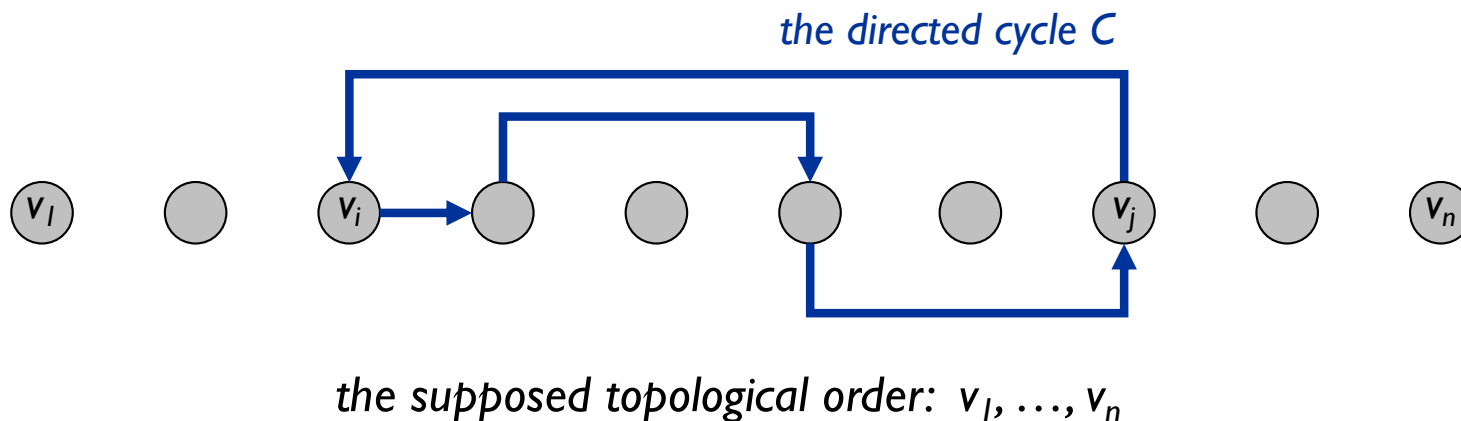 the directed cycle C
v₁ vᵢ vⱼ vₙ
the supposed topological order: v₁, …, vₙ